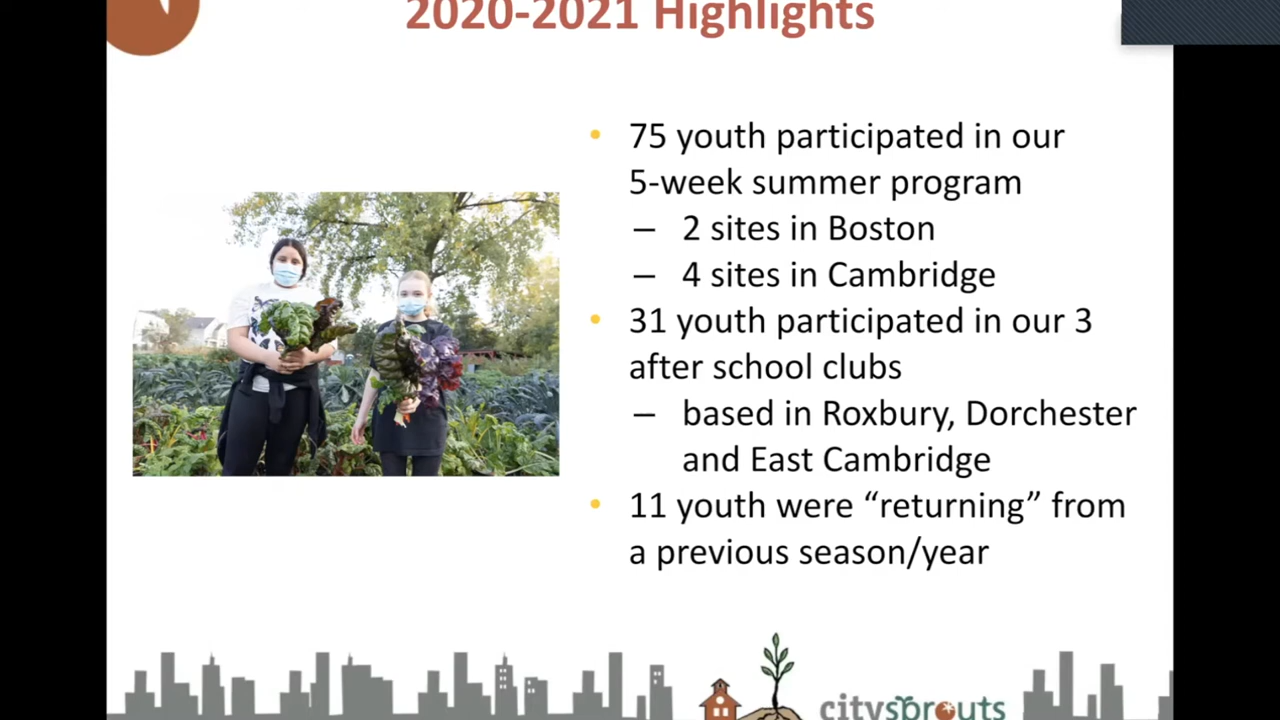 2020-2021 Highlights
• 75 youth participated in our
5-week summer program
– 2 sites in Boston
– 4 sites in Cambridge
• 31 youth participated in our 3
after school clubs
– based in Roxbury, Dorchester
and East Cambridge
• 11 youth were “returning” from
a previous season/year
citysprouts